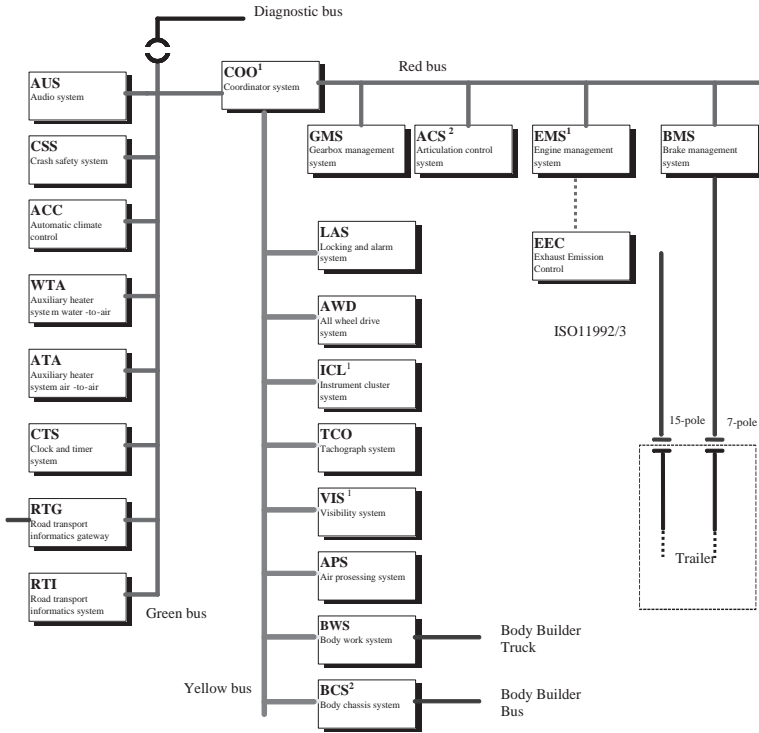 Diagnostic bus
COO1
Coordinator system
Red bus
AUS
Audio system
CSS
Crash safety system
ACC
Automatic climate
control
WTA
Auxiliary heater
system water -to-air
ATA
Auxiliary heater
system air -to-air
CTS
Clock and timer
system
RTG
Road transport
informatics gateway
RTI
Road transport
informatics system
Green bus
GMS
Gearbox management
system
ACS 2
Articulation control
system
EMS1
Engine management
system
BMS
Brake management
system
EEC
Exhaust Emission
Control
LAS
Locking and alarm
system
AWD
All wheel drive
system
ICL1
Instrument cluster
system
TCO
Tachograph system
VIS 1
Visibility system
APS
Air prosessing system
BWS
Body work system
BCS2
Body chassis system
Yellow bus
Body Builder
Truck
Body Builder
Bus
ISO11992/3
15-pole
7-pole
Trailer